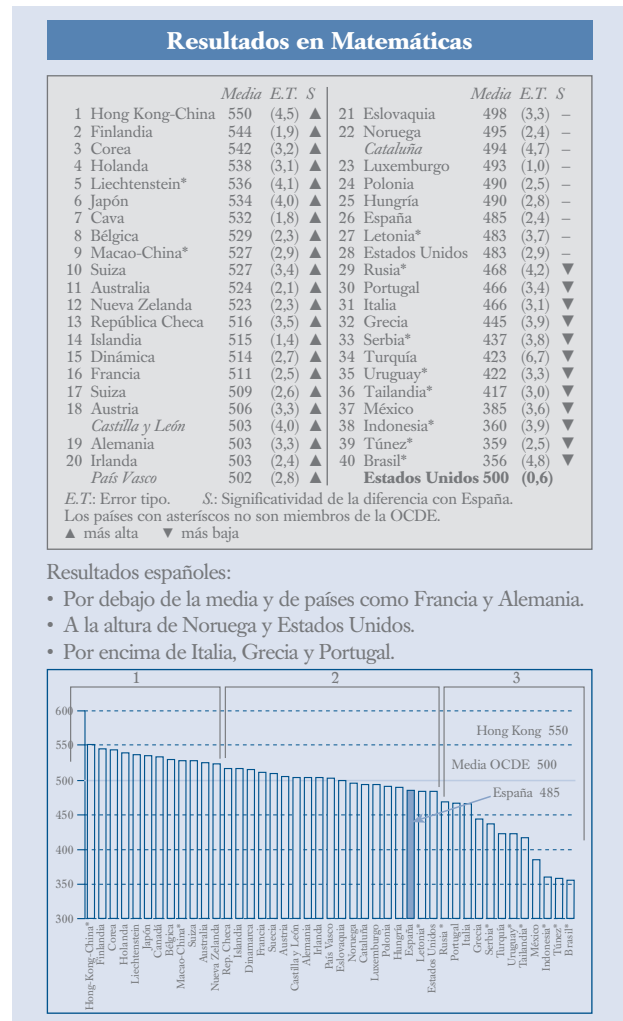 Resultados en Matemáticas
Media E.T. S
1 Hong Kong-China 550 (4,5) ▲
2 Finlandia 544 (1,9) ▲
3 Corea 542 (3,2) ▲
4 Holanda 538 (3,1) ▲
5 Liechtenstein* 536 (4,1) ▲
6 Japón 534 (4,0) ▲
7 Cava 532 (1,8) ▲
8 Bélgica 529 (2,3) ▲
9 Macao-China* 527 (2,9) ▲
10 Suiza 527 (3,4) ▲
11 Australia 524 (2,1) ▲
12 Nueva Zelanda 523 (2,3) ▲
13 República Checa 516 (3,5) ▲
14 Islandia 515 (1,4) ▲
15 Dinámica 514 (2,7) ▲
16 Francia 511 (2,5) ▲
17 Suiza 509 (2,6) ▲
18 Austria 506 (3,3) ▲
Castilla y León 503 (4,0) ▲
19 Alemania 503 (3,3) ▲
20 Irlanda 503 (2,4) ▲
País Vasco 502 (2,8) ▲
Media E.T. S
21 Eslovaquia 498 (3,3) –
22 Noruega 495 (2,4) –
Cataluña 494 (4,7) –
23 Luxemburgo 493 (1,0) –
24 Polonia 490 (2,5) –
25 Hungría 490 (2,8) –
26 España 485 (2,4) –
27 Letonia* 483 (3,7) –
28 Estados Unidos 483 (2,9) –
29 Rusia* 468 (4,2) ▼
30 Portugal 466 (3,4) ▼
31 Italia 466 (3,1) ▼
32 Grecia 445 (3,9) ▼
33 Serbia* 437 (3,8) ▼
34 Turquía 423 (6,7) ▼
35 Uruguay* 422 (3,3) ▼
36 Tailandia* 417 (3,0) ▼
37 México 385 (3,6) ▼
38 Indonesia* 360 (3,9) ▼
39 Túnez* 359 (2,5) ▼
40 Brasil* 356 (4,8) ▼
Estados Unidos 500 (0,6)
E.T.: Error tipo. S.: Significatividad de la diferencia con España.
Los países con asteríscos no son miembros de la OCDE.
▲ más alta ▼ más baja
Resultados españoles:
• Por debajo de la media y de países como Francia y Alemania.
• A la altura de Noruega y Estados Unidos.
• Por encima de Italia, Grecia y Portugal.
1 2 3
600
550
500
450
400
350
300
Hong Kong 550
Media OCDE 500
España 485
Hong-Kong-China*
Finlandia
Corea
Holanda
Liechtenstein
Japón
Canadá
Bélgica
Macao-China*
Suiza
Australia
Nueva Zelanda
Rep. Checa
Islandia
Dinamarca
Francia
Suecia
Austria
Castilla y León
Alemania
Irlanda
País Vasco
Eslovaquia
Noruega
Cataluña
Luxemburgo
Polonia
Hungría
España
Letonia*
Estados Unidos
Rusia *
Portugal
Italia
Grecia
Serbia*
Turquía
Uruguay*
Tailandia*
México
Indonesia*
Túnez*
Brasil*